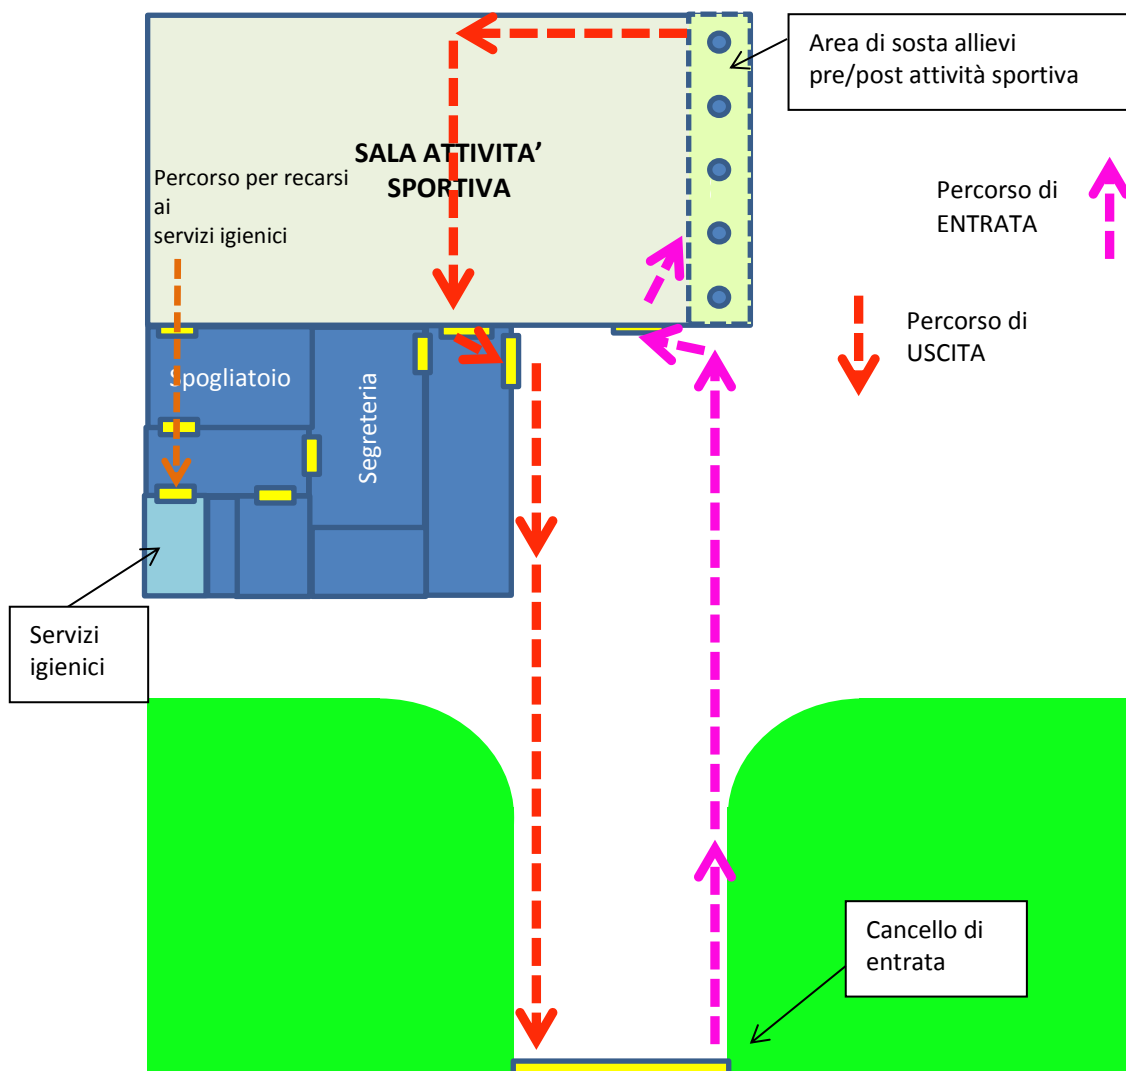 Area di sosta allievi
pre/post attività sportiva
SALA ATTIVITA’
SPORTIVA
Percorso per recarsi
ai
servizi igienici
Percorso di
ENTRATA
Percorso di
USCITA
Spogliatoio
Segreteria
Servizi
igienici
Cancello di
entrata